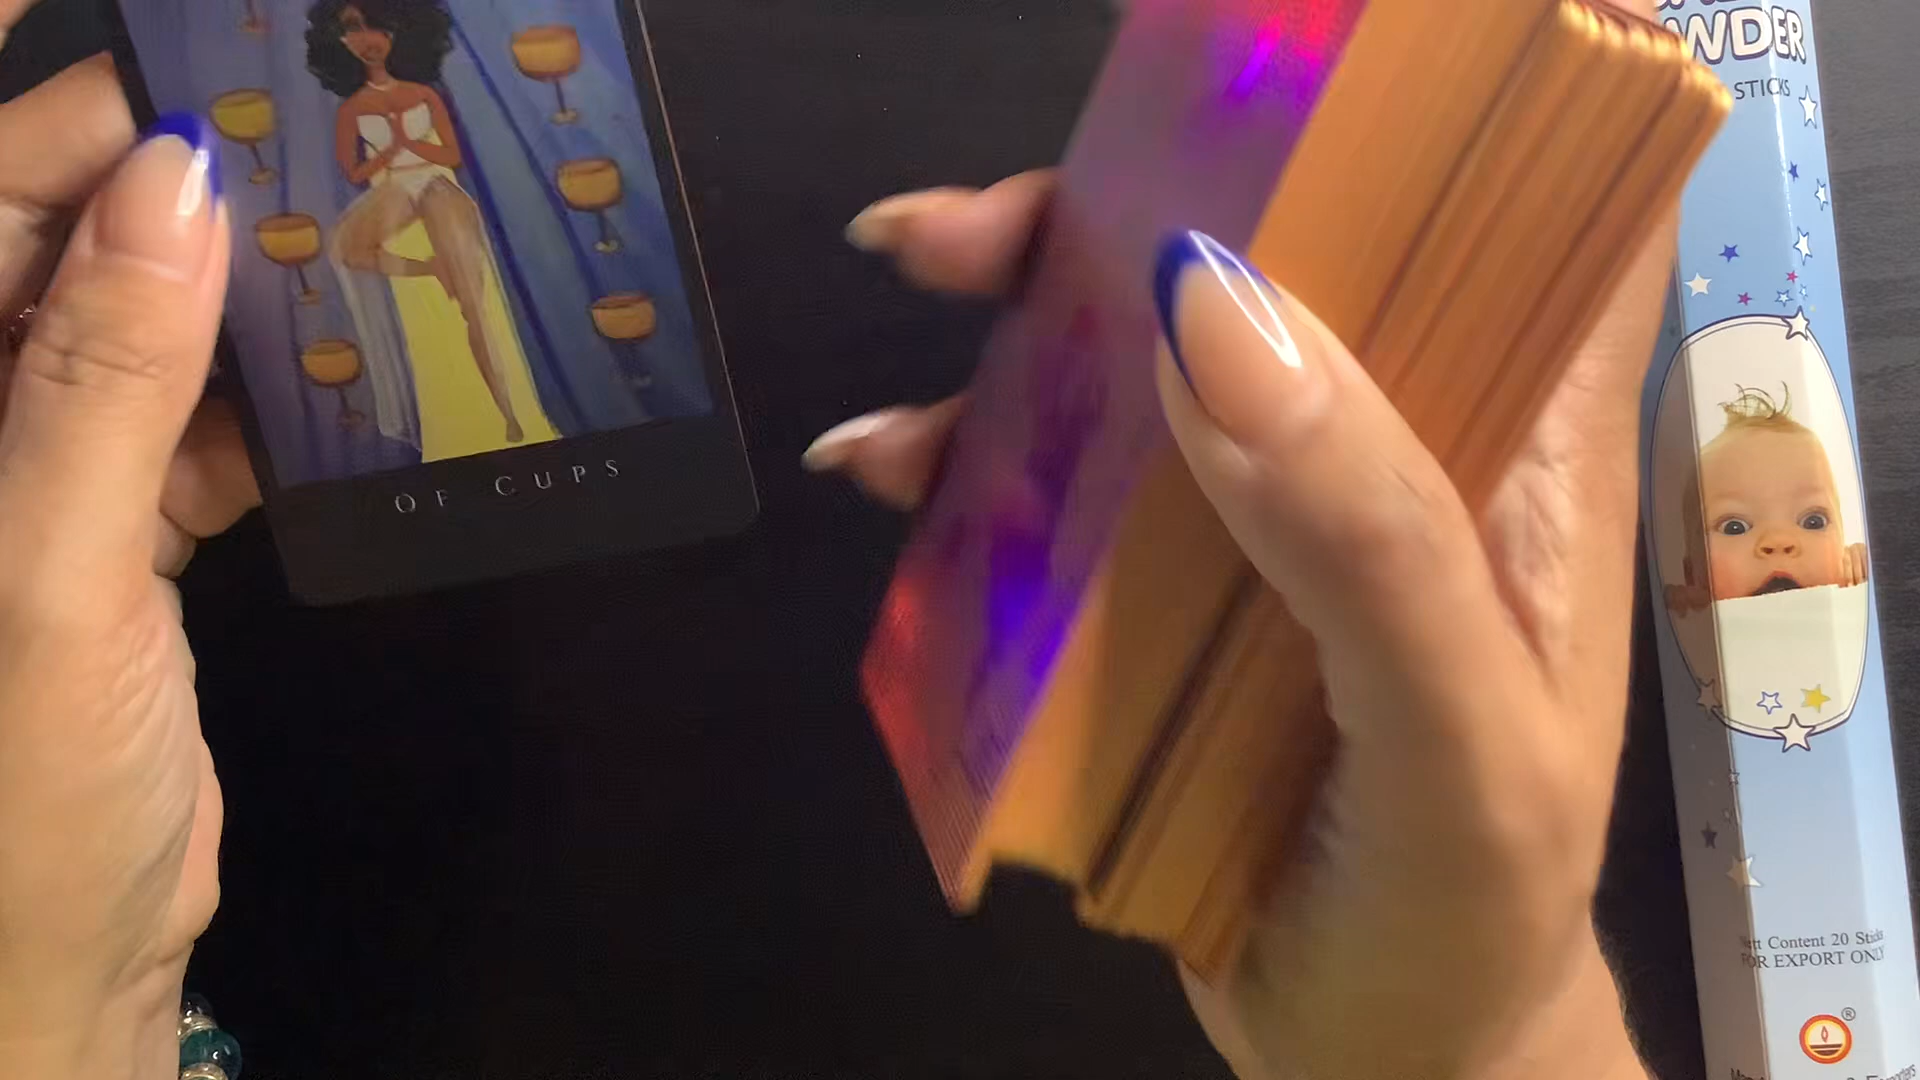 OF CUPS
WDER
STICKS
Content 20 Sticks
FOR EXPORT ONLY
®